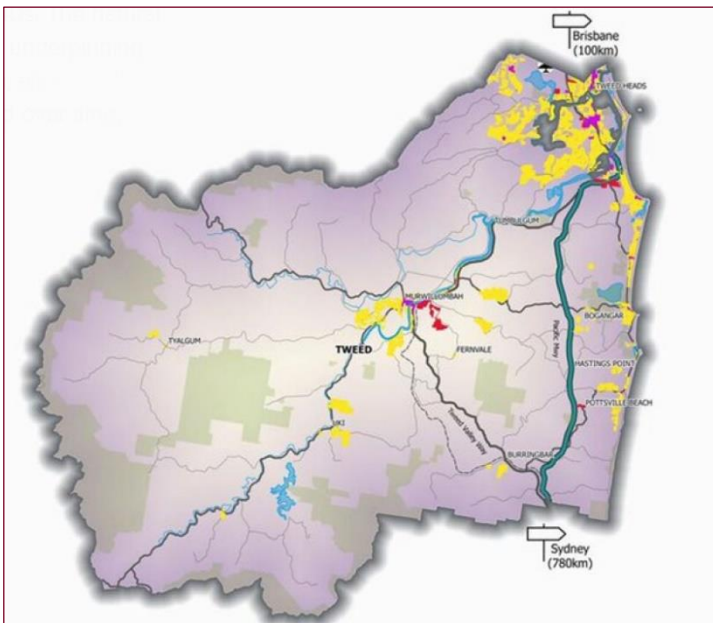 Brisbane
(100km)
TWEED HEADS
TUMBULGUM
MURWILLUMBAH
BOGANGAR
TYALGUM
TWEED
FERNVALE
Pacific Mwy
HASTINGS POINT
POTTSVILLE BEACH
UKI
Tweed Valley Way
BURRINGBAR
Sydney
(780km)